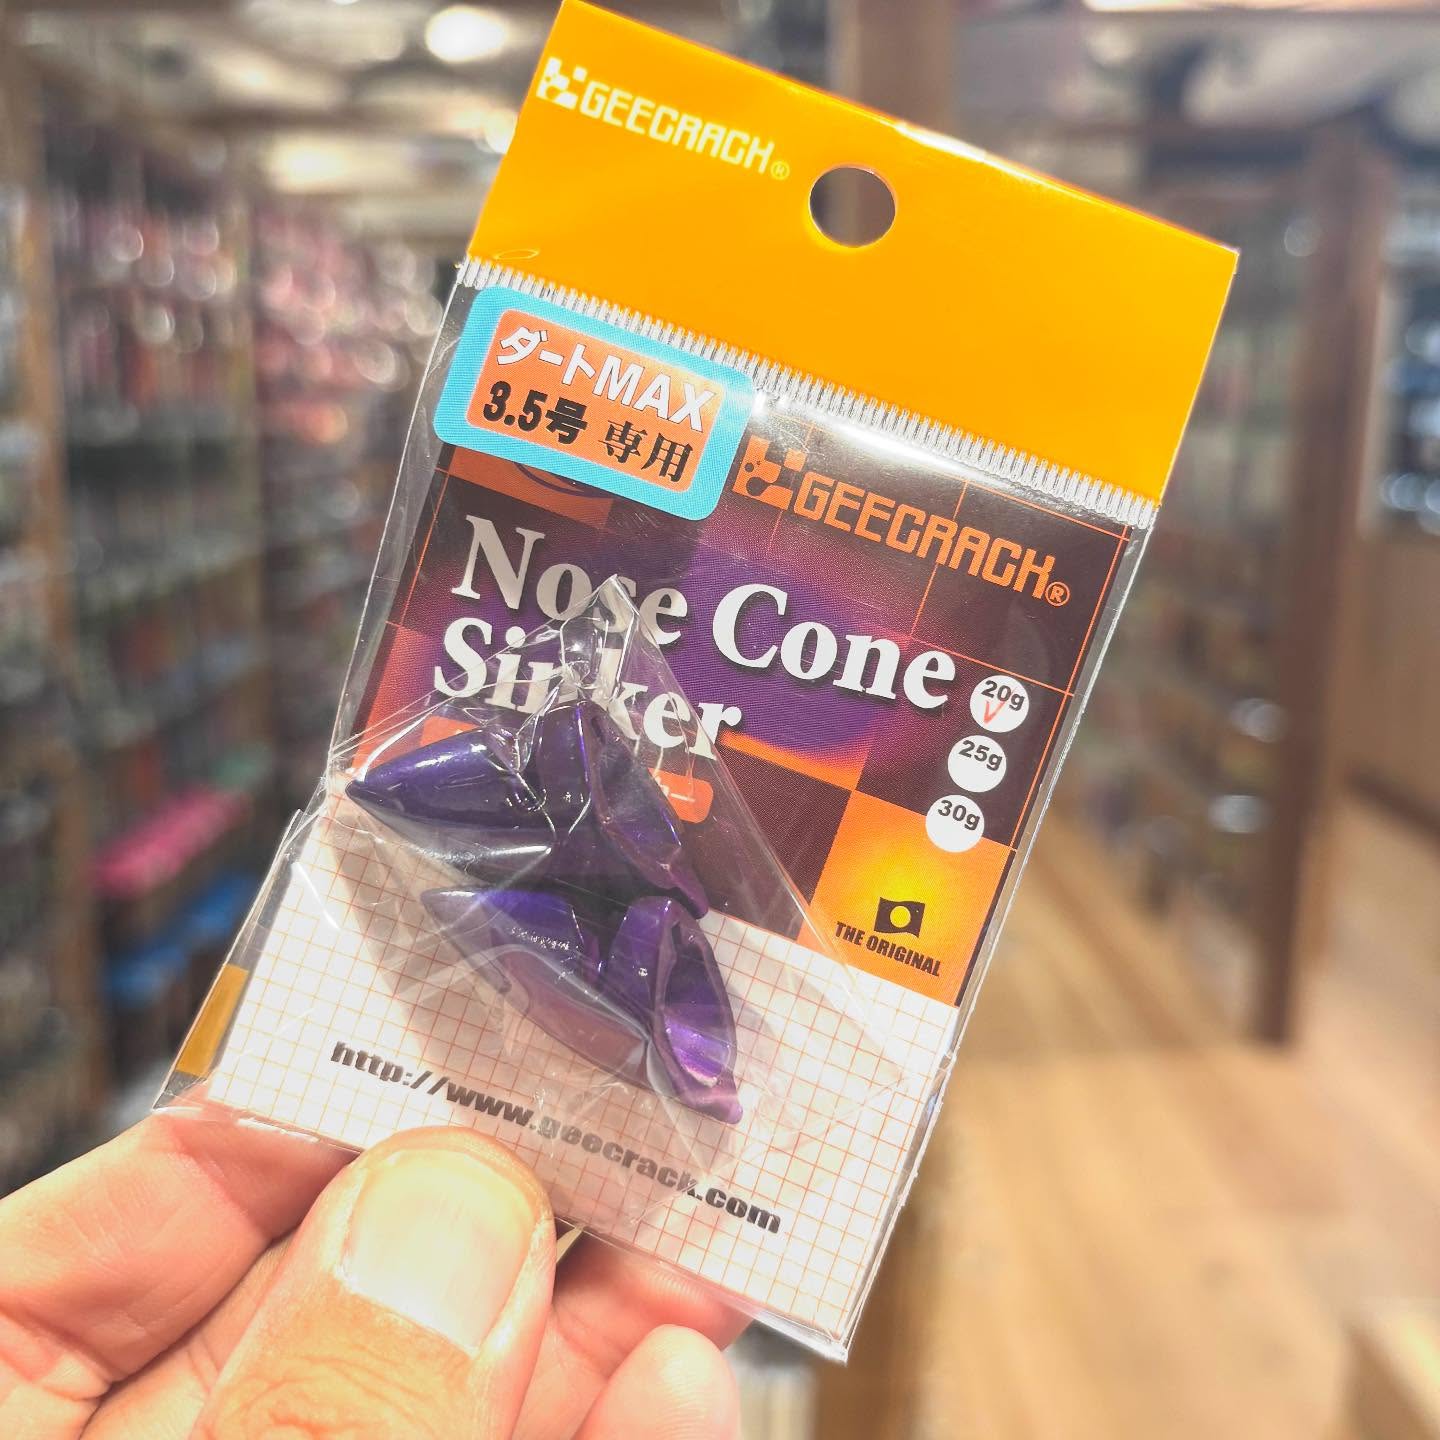 GEECRACK®
ダートMAX
3.5号 専用
GEECRACK®
Nose Cone
Sinker
20g
25g
30g
THE ORIGINAL
http://www.geecrack.com